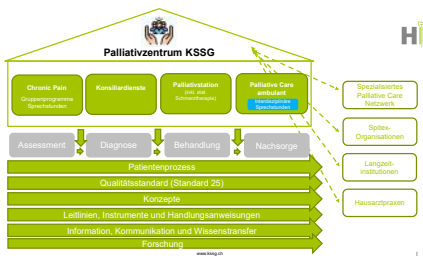 Palliativzentrum KSSG
H
Chronic Pain
Gruppenprogramme
Sprechstunden
Konsiliardienste
Palliativstation
(inkl. stat.
Schmerztherapie)
Palliative Care
ambulant
Interdisziplinäre
Sprechstunden
Spezialisiertes
Palliative Care
Netzwerk
Spitex-
Organisationen
Langzeit-
institutionen
Hausarztpraxen
Assessment
Diagnose
Behandlung
Nachsorge
Patientenprozess
Qualitätsstandard (Standard 25)
Konzepte
Leitlinien, Instrumente und Handlungsanweisungen
Information, Kommunikation und Wissenstransfer
Forschung
www.kssg.ch